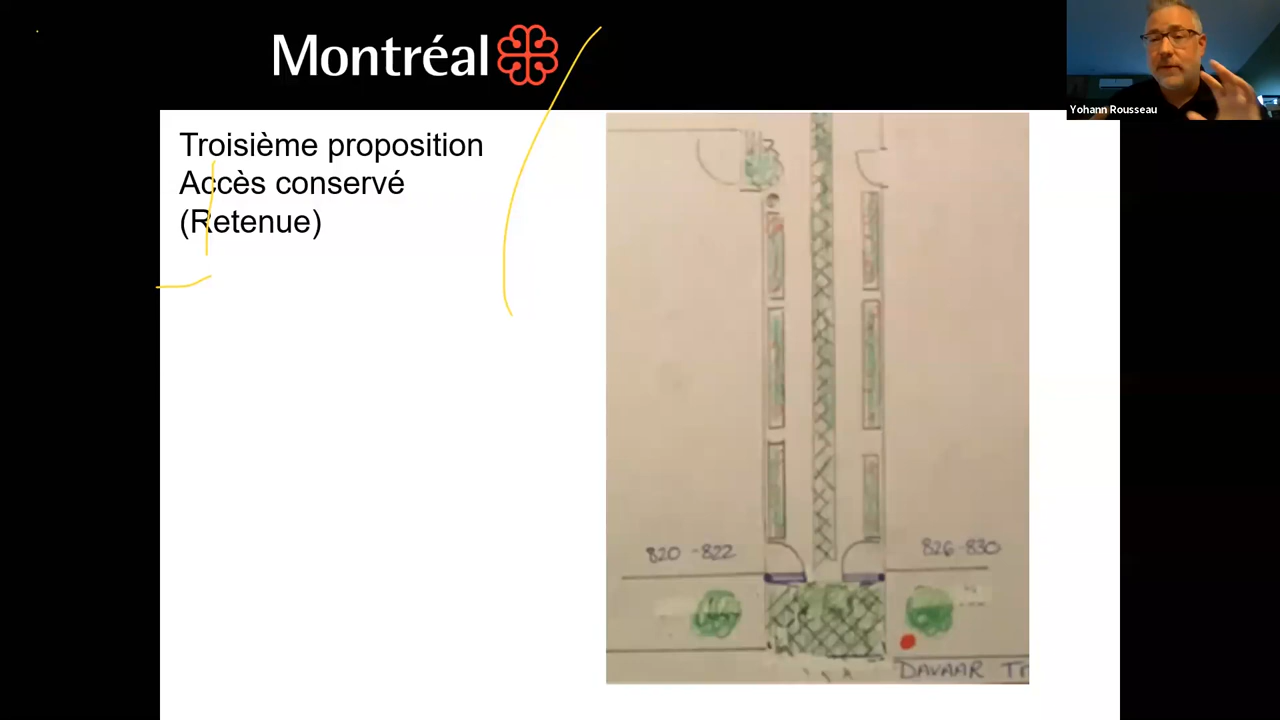 Montréal
Yohann Rousseau
Troisième proposition
Accès conservé
(Retenue)
820 - 822
826-830
DAVAAR